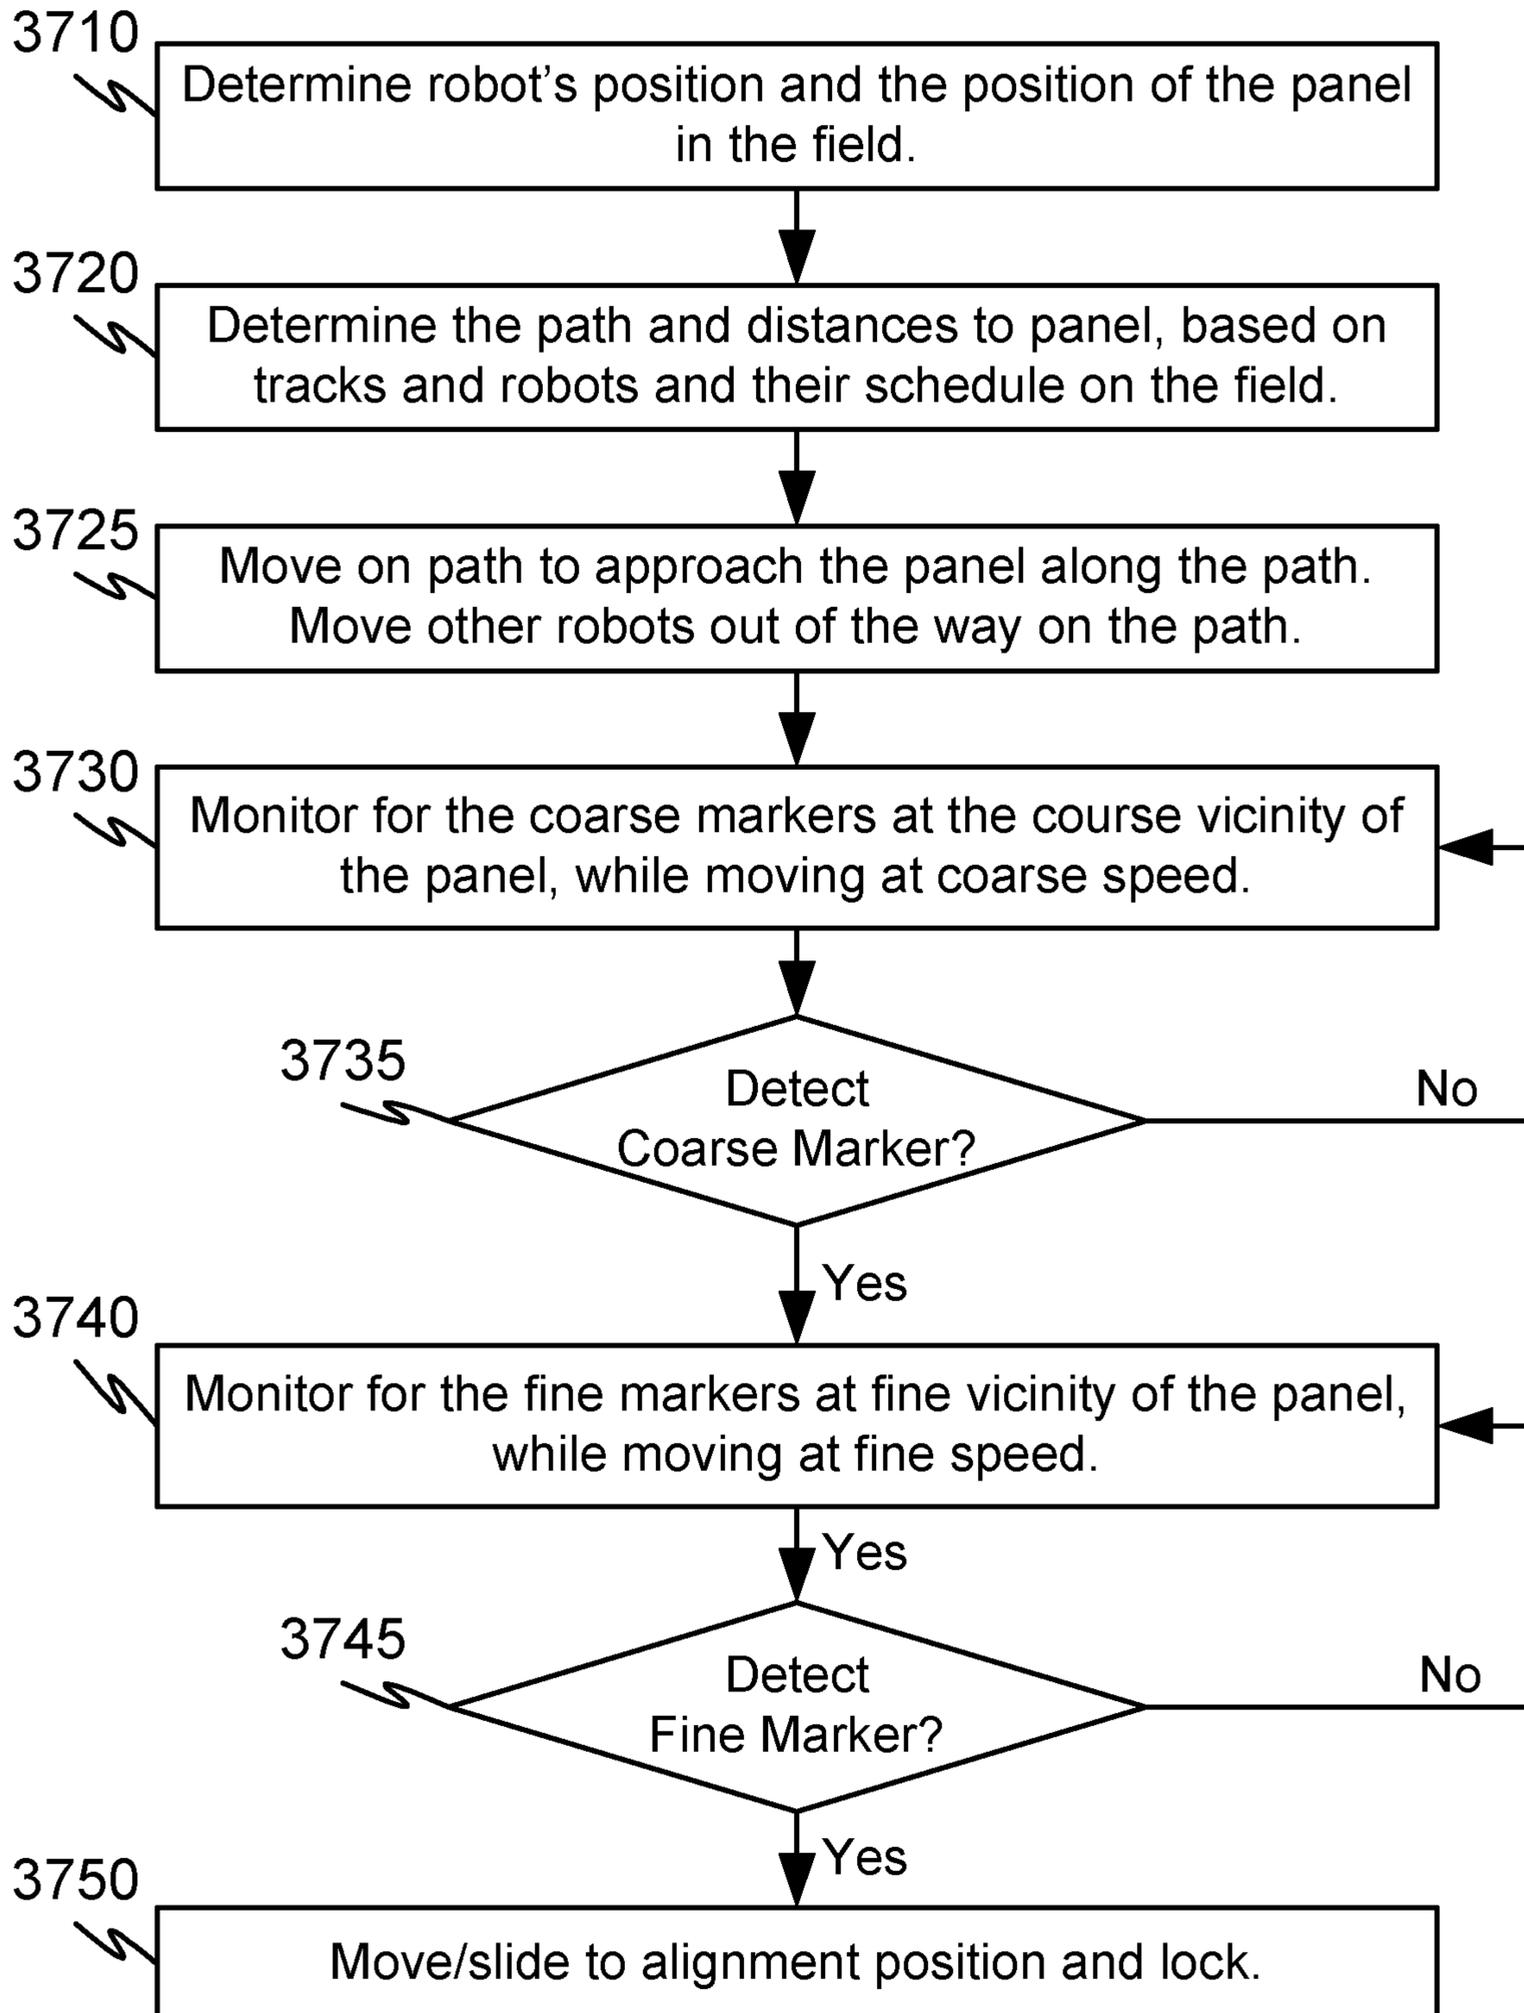 3710
Determine robot's position and the position of the panel
in the field.
3720
Determine the path and distances to panel, based on
tracks and robots and their schedule on the field.
3725
Move on path to approach the panel along the path.
Move other robots out of the way on the path.
3730
Monitor for the coarse markers at the course vicinity of
the panel, while moving at coarse speed.
3735
Detect
Coarse Marker?
No
Yes
3740
Monitor for the fine markers at fine vicinity of the panel,
while moving at fine speed.
Yes
3745
Detect
Fine Marker?
No
Yes
3750
Move/slide to alignment position and lock.